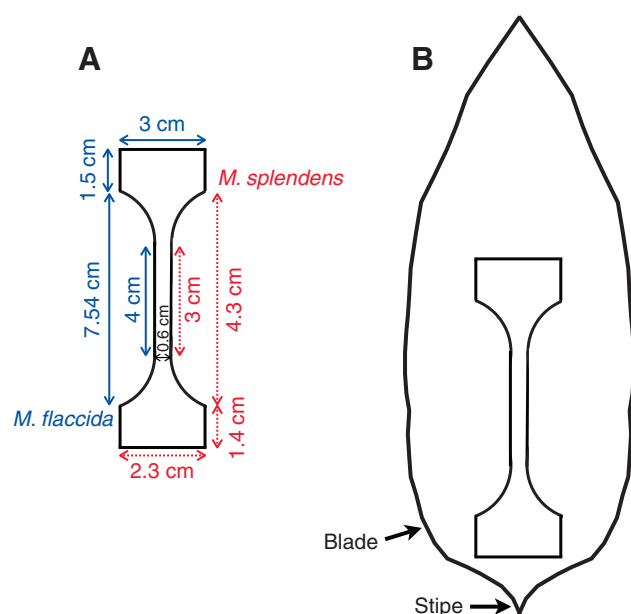 A
B
3 cm
1.5 cm
M. splendens
7.54 cm
4 cm
0.6 cm
3 cm
4.3 cm
M. flaccida
1.4 cm
2.3 cm
Blade
Stipe